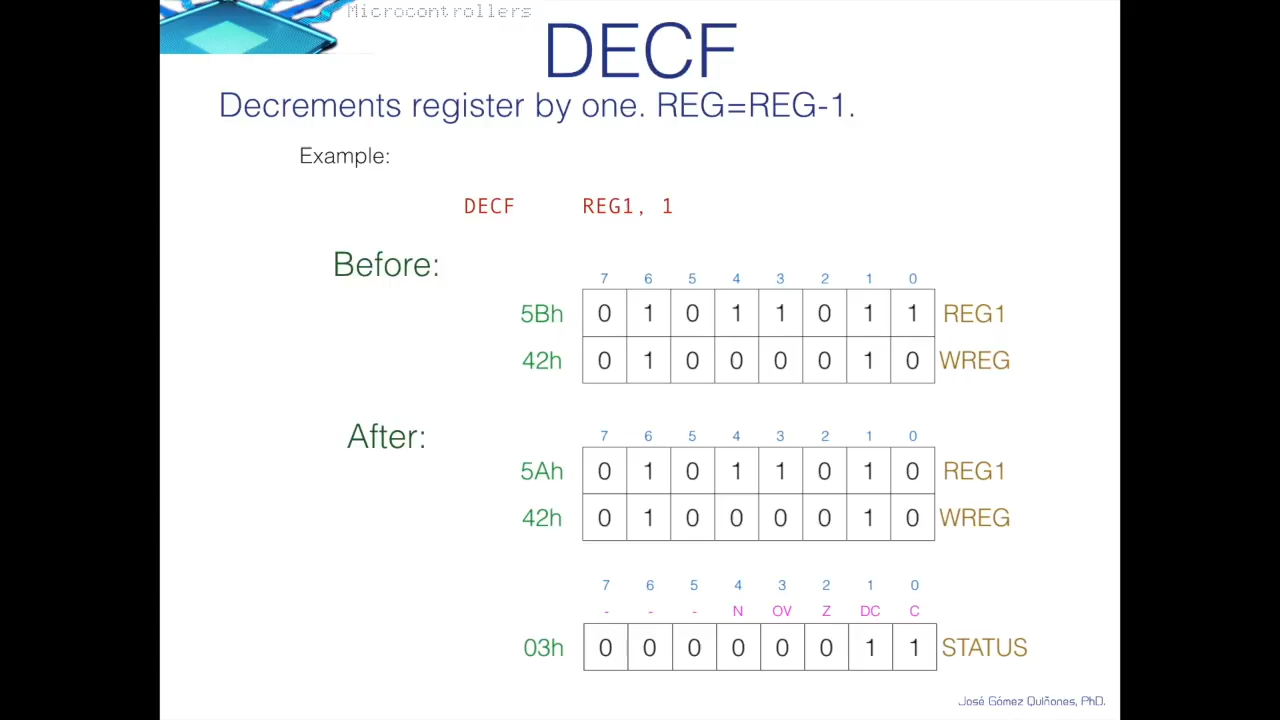 Microcontrollers
DECF
Decrements register by one. REG=REG-1.
Example:
DECF REG1, 1
Before:
7 6 5 4 3 2 1 0
5Bh 0 1 0 1 1 0 1 1 REG1
42h 0 1 0 0 0 0 1 0 WREG
After:
7 6 5 4 3 2 1 0
5Ah 0 1 0 1 1 0 1 0 REG1
42h 0 1 0 0 0 0 1 0 WREG
7 6 5 4 3 2 1 0
- - - N OV Z DC C
03h 0 0 0 0 0 0 1 1 STATUS
José Gómez Quiñones, PhD.